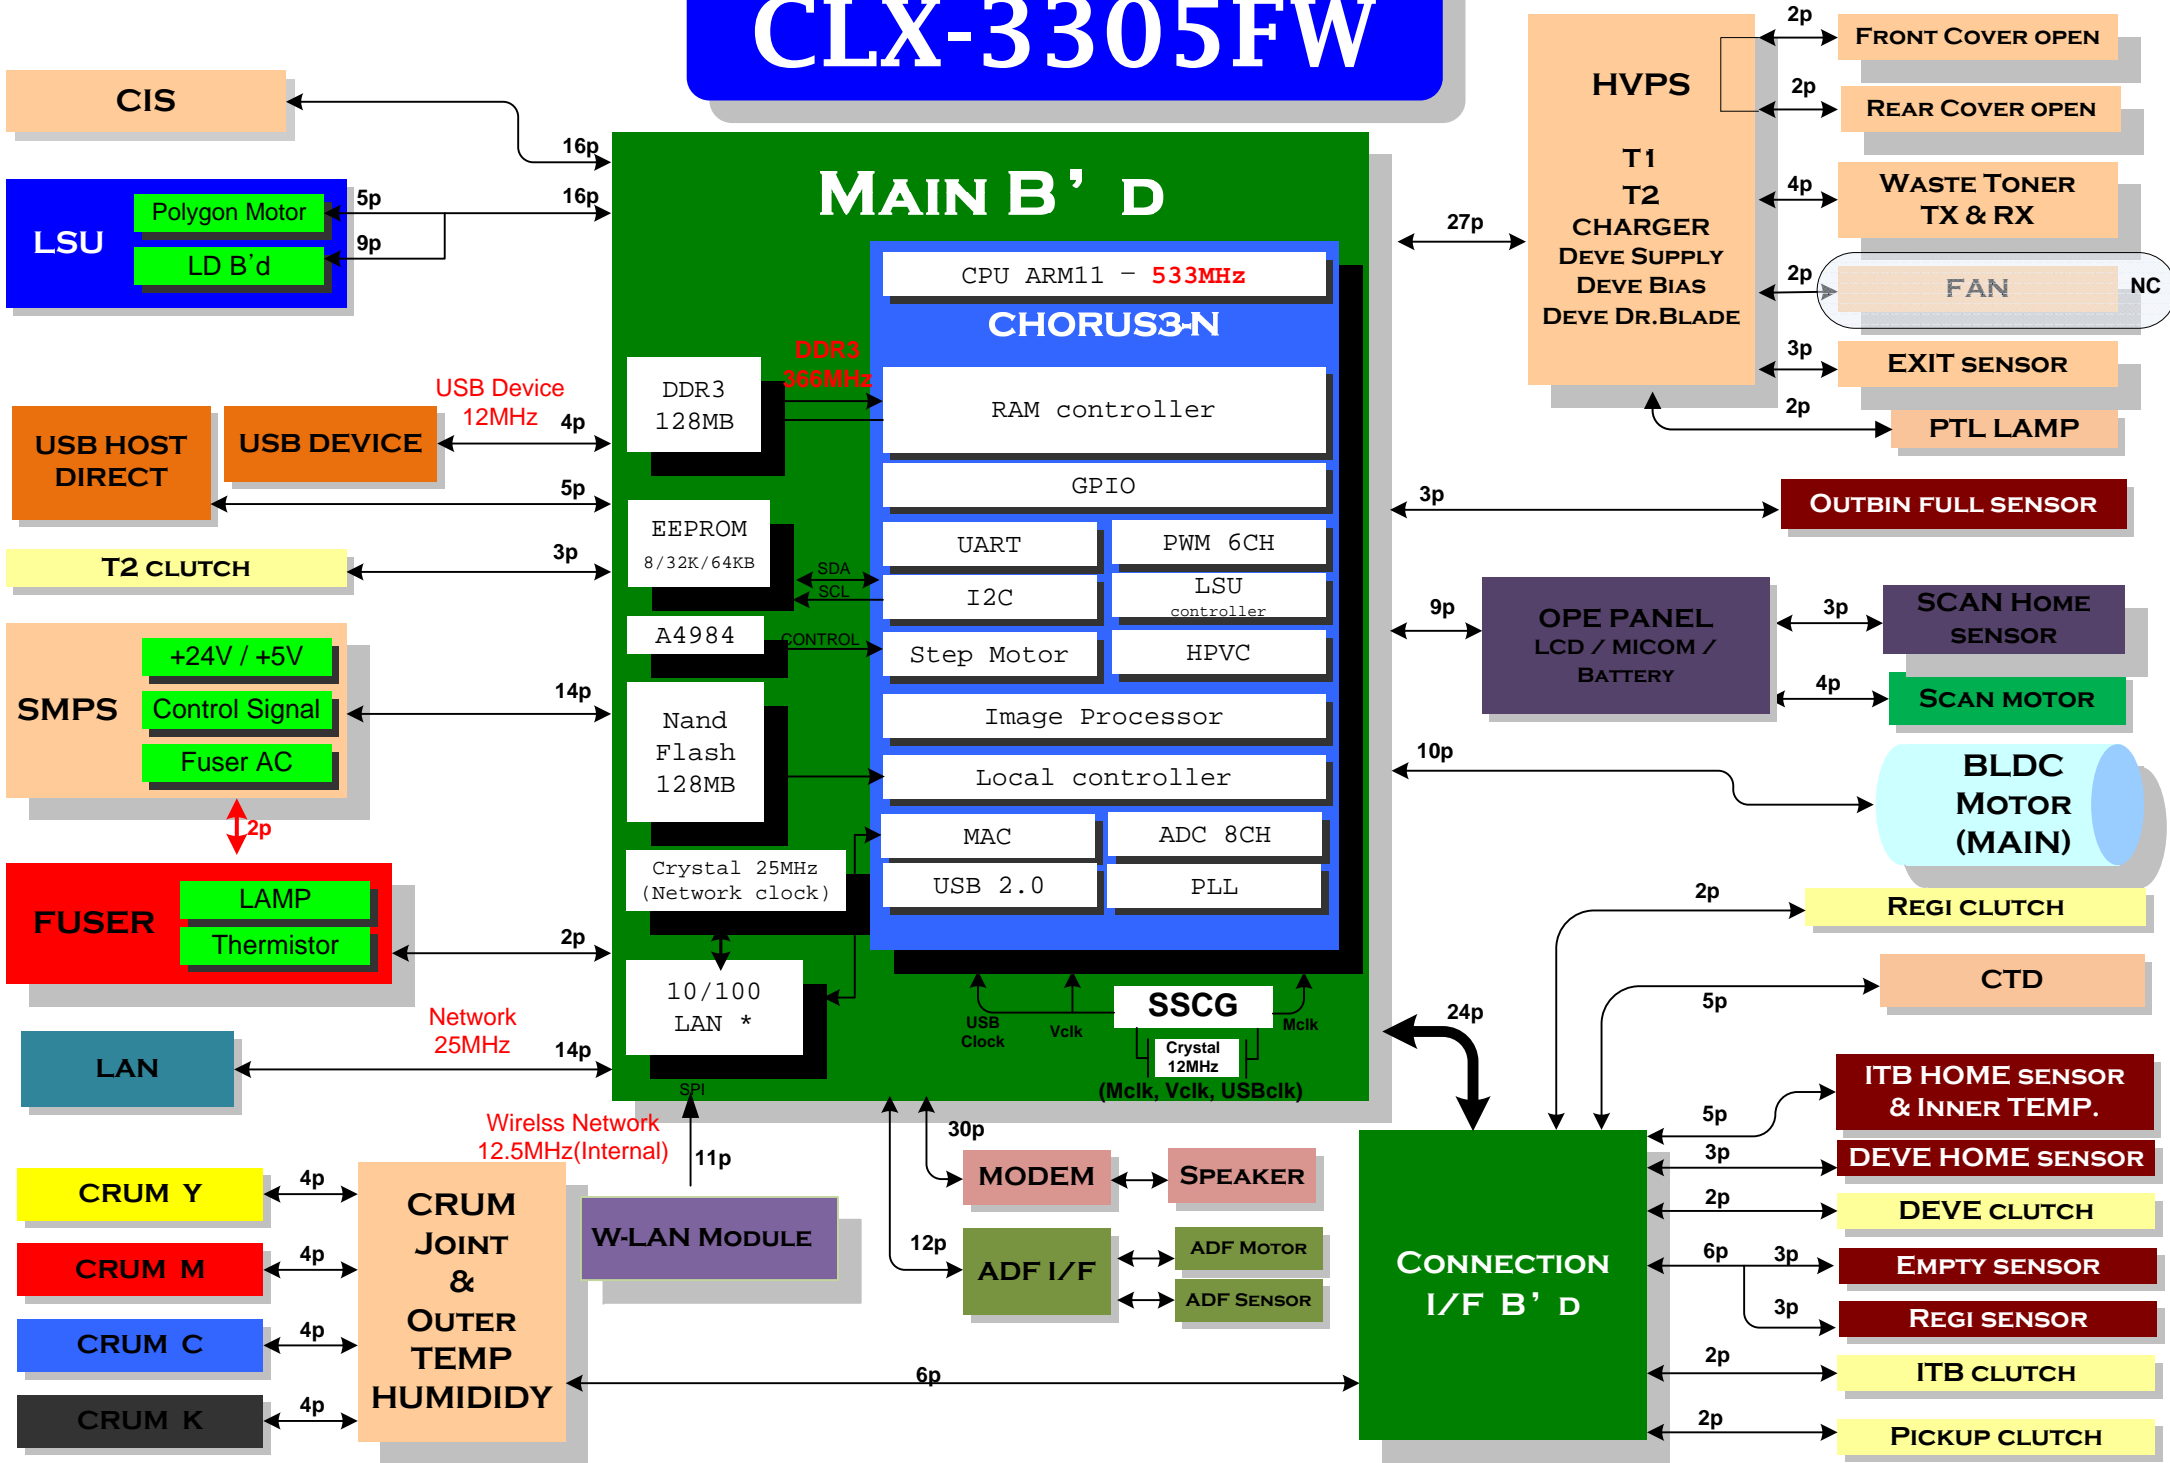 CLX-3305FW
CIS
16p
LSU
Polygon Motor
LD B'd
5p
9p
16p
USB Device
12MHz
USB HOST
DIRECT
USB DEVICE
4p
5p
T2 CLUTCH
3p
SMPS
+24V / +5V
Control Signal
Fuser AC
14p
2p
FUSER
LAMP
Thermistor
2p
Network
25MHz
LAN
14p
Wirelss Network
12.5MHz(Internal)
11p
SPI
CRUM Y
4p
CRUM M
4p
CRUM C
4p
CRUM K
4p
CRUM
JOINT
&
OUTER
TEMP
HUMIDIDY
W-LAN MODULE
6p
MAIN B' D
CPU ARM11 – 533MHz
CHORUS3-N
DDR3
366MHz
DDR3
128MB
RAM controller
GPIO
EEPROM
8/32K/64KB
SDA
SCL
UART
PWM 6CH
I2C
LSU
controller
A4984
CONTROL
Step Motor
HPVC
Nand
Flash
128MB
Image Processor
Local controller
MAC
ADC 8CH
USB 2.0
PLL
Crystal 25MHz
(Network clock)
10/100
LAN *
SSCG
USB
Clock
Vclk
Mclk
Crystal
12MHz
(Mclk, Vclk, USBclk)
30p
MODEM
SPEAKER
12p
ADF I/F
ADF MOTOR
ADF SENSOR
27p
HVPS
T1
T2
CHARGER
DEVE SUPPLY
DEVE BIAS
DEVE DR.BLADE
2p
FRONT COVER OPEN
2p
REAR COVER OPEN
4p
WASTE TONER
TX & RX
2p
FAN
NC
3p
EXIT SENSOR
2p
PTL LAMP
3p
OUTBIN FULL SENSOR
9p
OPE PANEL
LCD / MICOM /
BATTERY
3p
SCAN HOME
SENSOR
4p
SCAN MOTOR
10p
BLDC
MOTOR
(MAIN)
2p
REGI CLUTCH
5p
CTD
24p
CONNECTION
I/F B' D
5p
ITB HOME SENSOR
& INNER TEMP.
3p
DEVE HOME SENSOR
2p
DEVE CLUTCH
6p
3p
EMPTY SENSOR
3p
REGI SENSOR
2p
ITB CLUTCH
2p
PICKUP CLUTCH